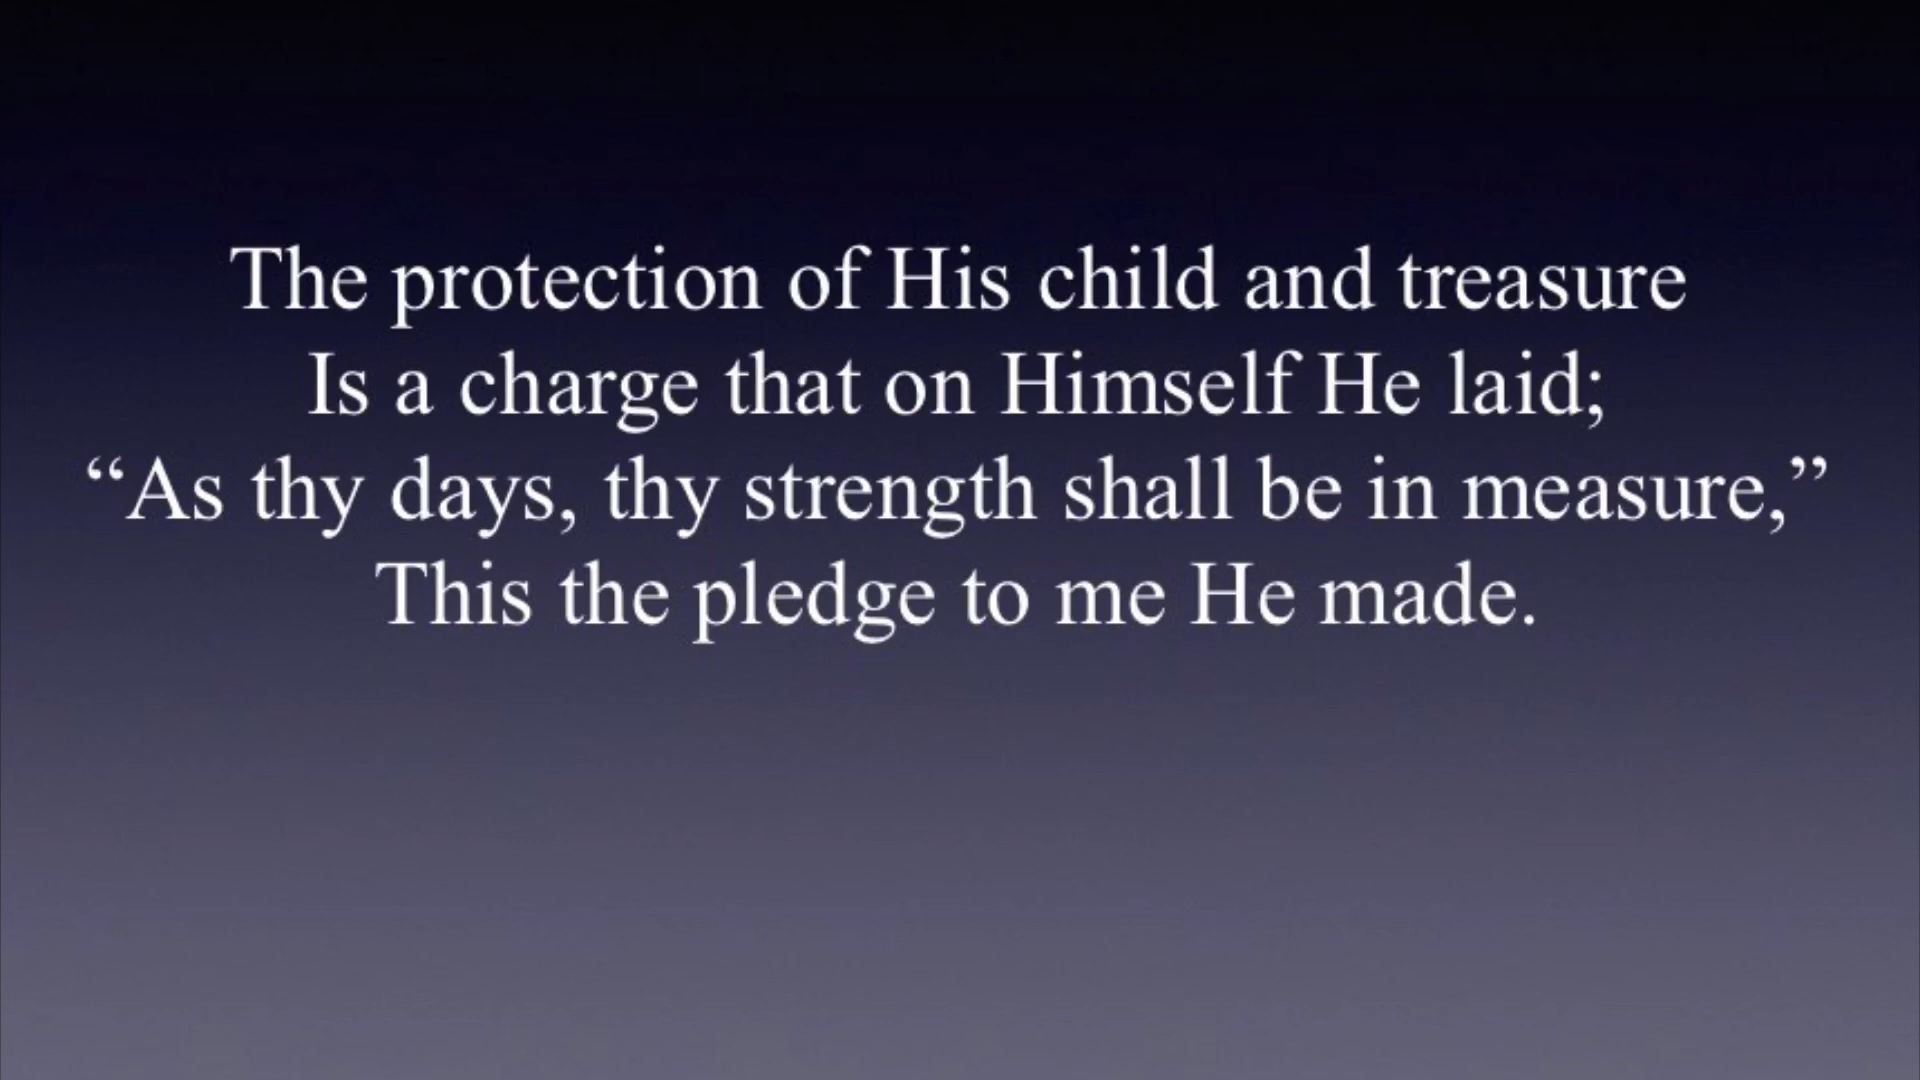 The protection of His child and treasure
Is a charge that on Himself He laid;
“As thy days, thy strength shall be in measure,”
This the pledge to me He made.